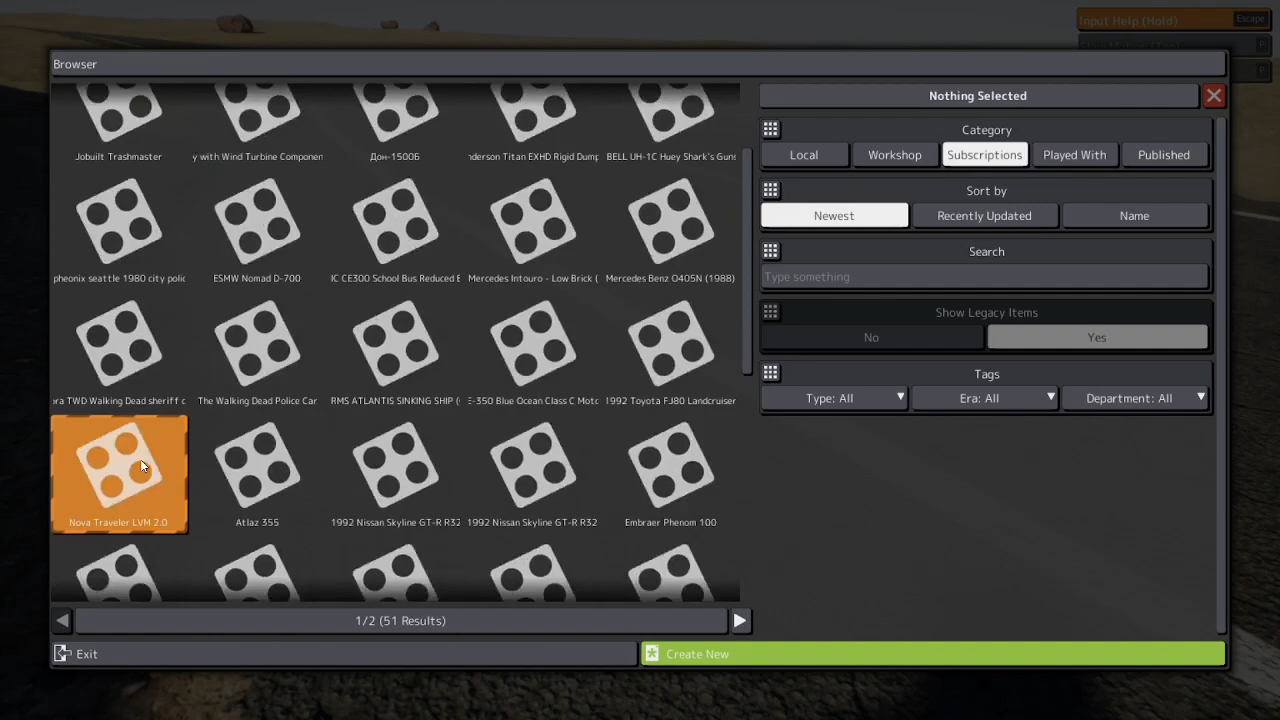 Input Help (Hold)
Escape
Browser
Nothing Selected
Jobuilt Trashmaster
y with Wind Turbine Componen
Дон-1500Б
nderson Titan EXHD Rigid Dump
BELL UH-1C Huey Shark's Guns
Category
Local
Workshop
Subscriptions
Played With
Published
Sort by
Newest
Recently Updated
Name
pheonix seattle 1980 city polic
ESMW Nomad D-700
IC CE300 School Bus Reduced E
Mercedes Intouro - Low Brick (
Mercedes Benz O405N (1988)
Search
Type something
Show Legacy Items
No
Yes
ora TWD Walking Dead sheriff c
The Walking Dead Police Car
RMS ATLANTIS SINKING SHIP (
E-350 Blue Ocean Class C Moto
1992 Toyota FJ80 Landcruiser
Tags
Type: All
Era: All
Department: All
Nova Traveler LVM 2.0
Atlaz 355
1992 Nissan Skyline GT-R R32
1992 Nissan Skyline GT-R R32
Embraer Phenom 100
1/2 (51 Results)
Exit
Create New